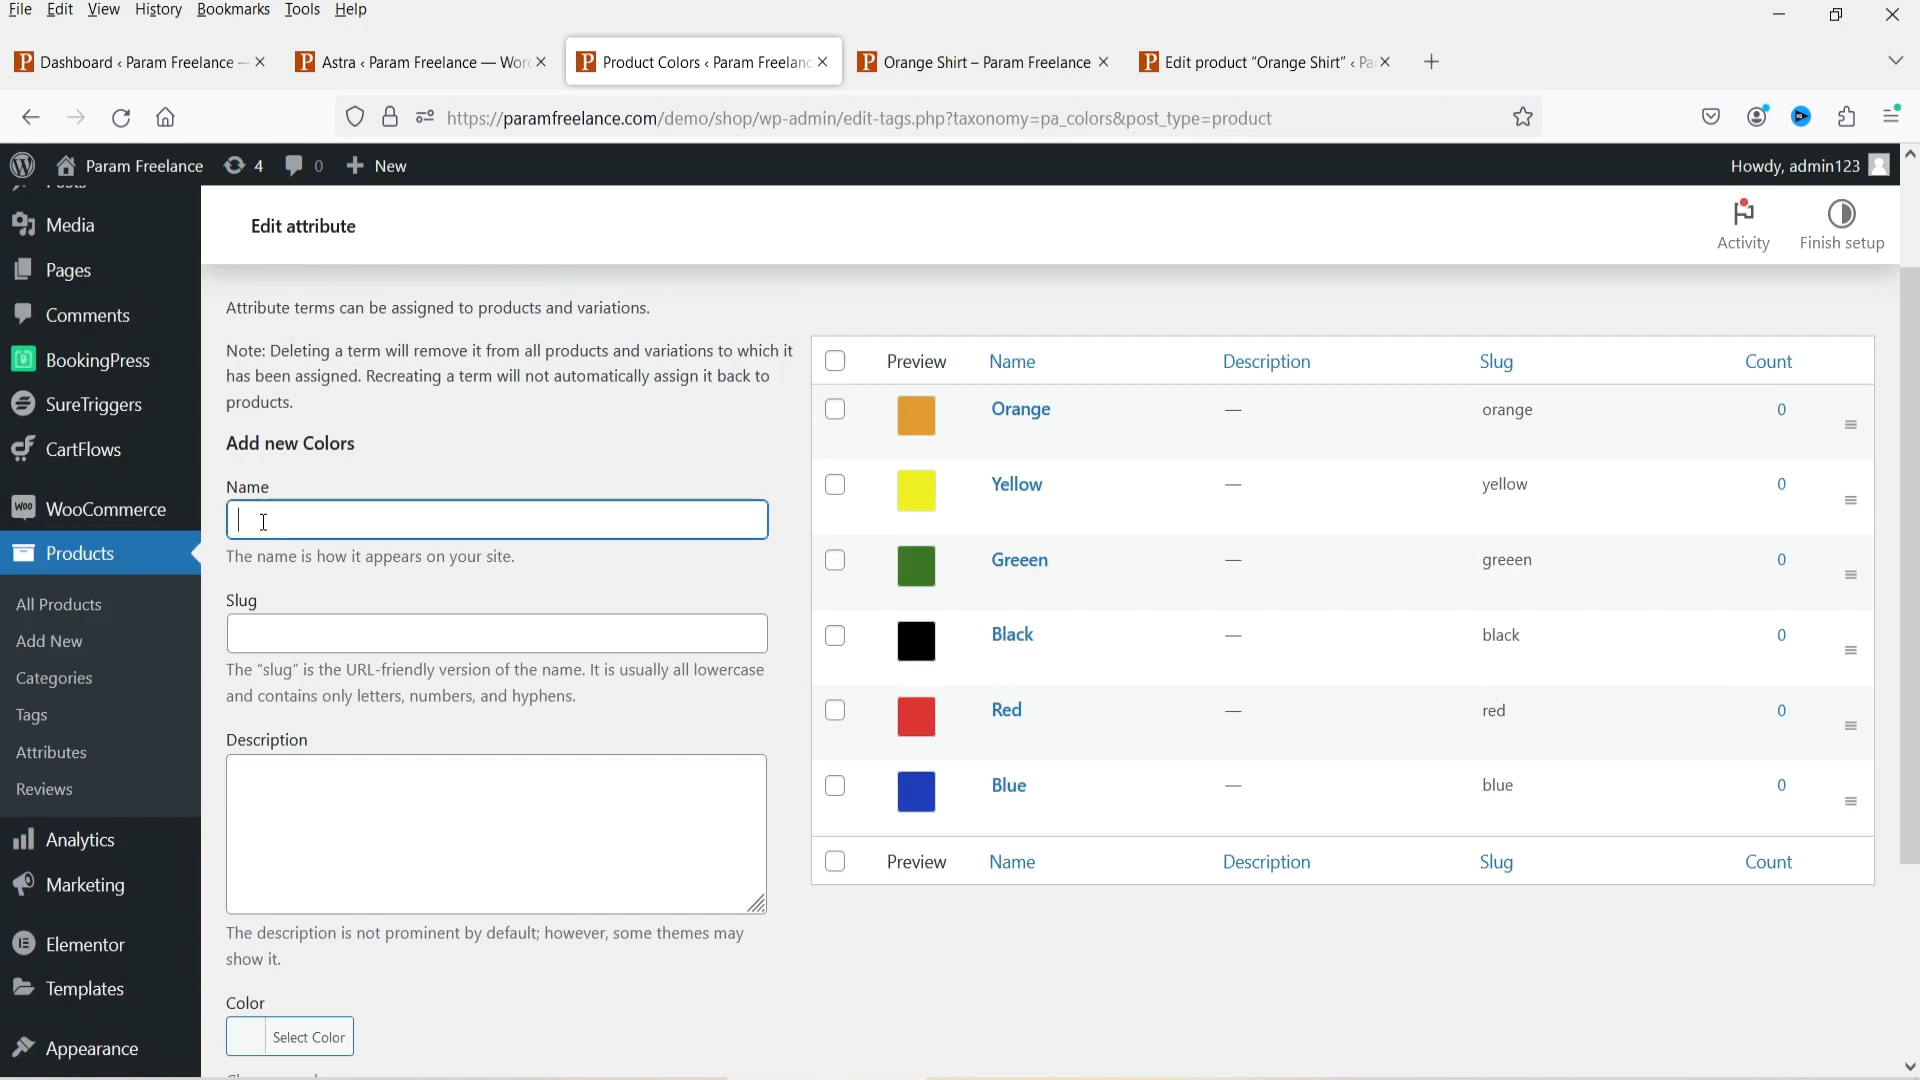 File Edit View History Bookmarks Tools Help
Dashboard ‹ Param Freelance —
Astra ‹ Param Freelance — Wor
Product Colors ‹ Param Freelanc
Orange Shirt – Param Freelance
Edit product “Orange Shirt” ‹ Pa
https://paramfreelance.com/demo/shop/wp-admin/edit-tags.php?taxonomy=pa_colors&post_type=product
Param Freelance 4 0 New
Howdy, admin123
Media
Pages
Comments
BookingPress
SureTriggers
CartFlows
WooCommerce
Products
All Products
Add New
Categories
Tags
Attributes
Reviews
Analytics
Marketing
Elementor
Templates
Appearance
Edit attribute
Activity
Finish setup
Attribute terms can be assigned to products and variations.
Note: Deleting a term will remove it from all products and variations to which it
has been assigned. Recreating a term will not automatically assign it back to
products.
Add new Colors
Name
The name is how it appears on your site.
Slug
The “slug” is the URL-friendly version of the name. It is usually all lowercase
and contains only letters, numbers, and hyphens.
Description
The description is not prominent by default; however, some themes may
show it.
Color
Select Color
Preview Name Description Slug Count
Orange — orange 0
Yellow — yellow 0
Greeen — greeen 0
Black — black 0
Red — red 0
Blue — blue 0
Preview Name Description Slug Count